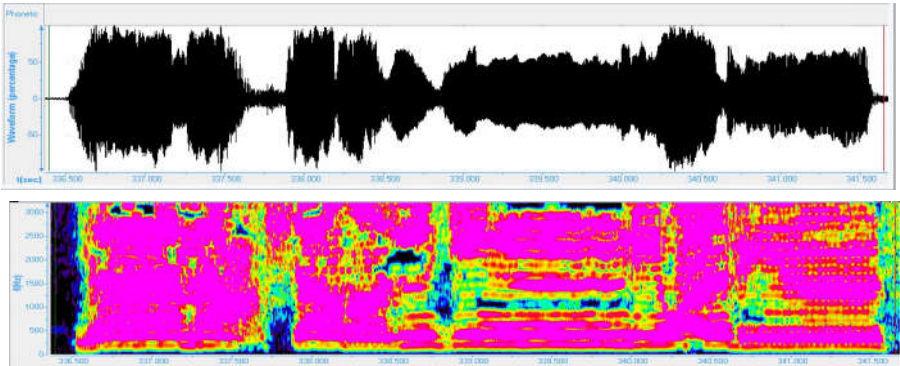 Phonetic
Waveform (percentage)
50
0
-50
t(sec) 336.500 337.000 337.500 338.000 338.500 339.000 339.500 340.000 340.500 341.000 341.500
3000
2500
2000
1500
1000
500
0
f(Hz)
336.500 337.000 337.500 338.000 338.500 339.000 339.500 340.000 340.500 341.000 341.500